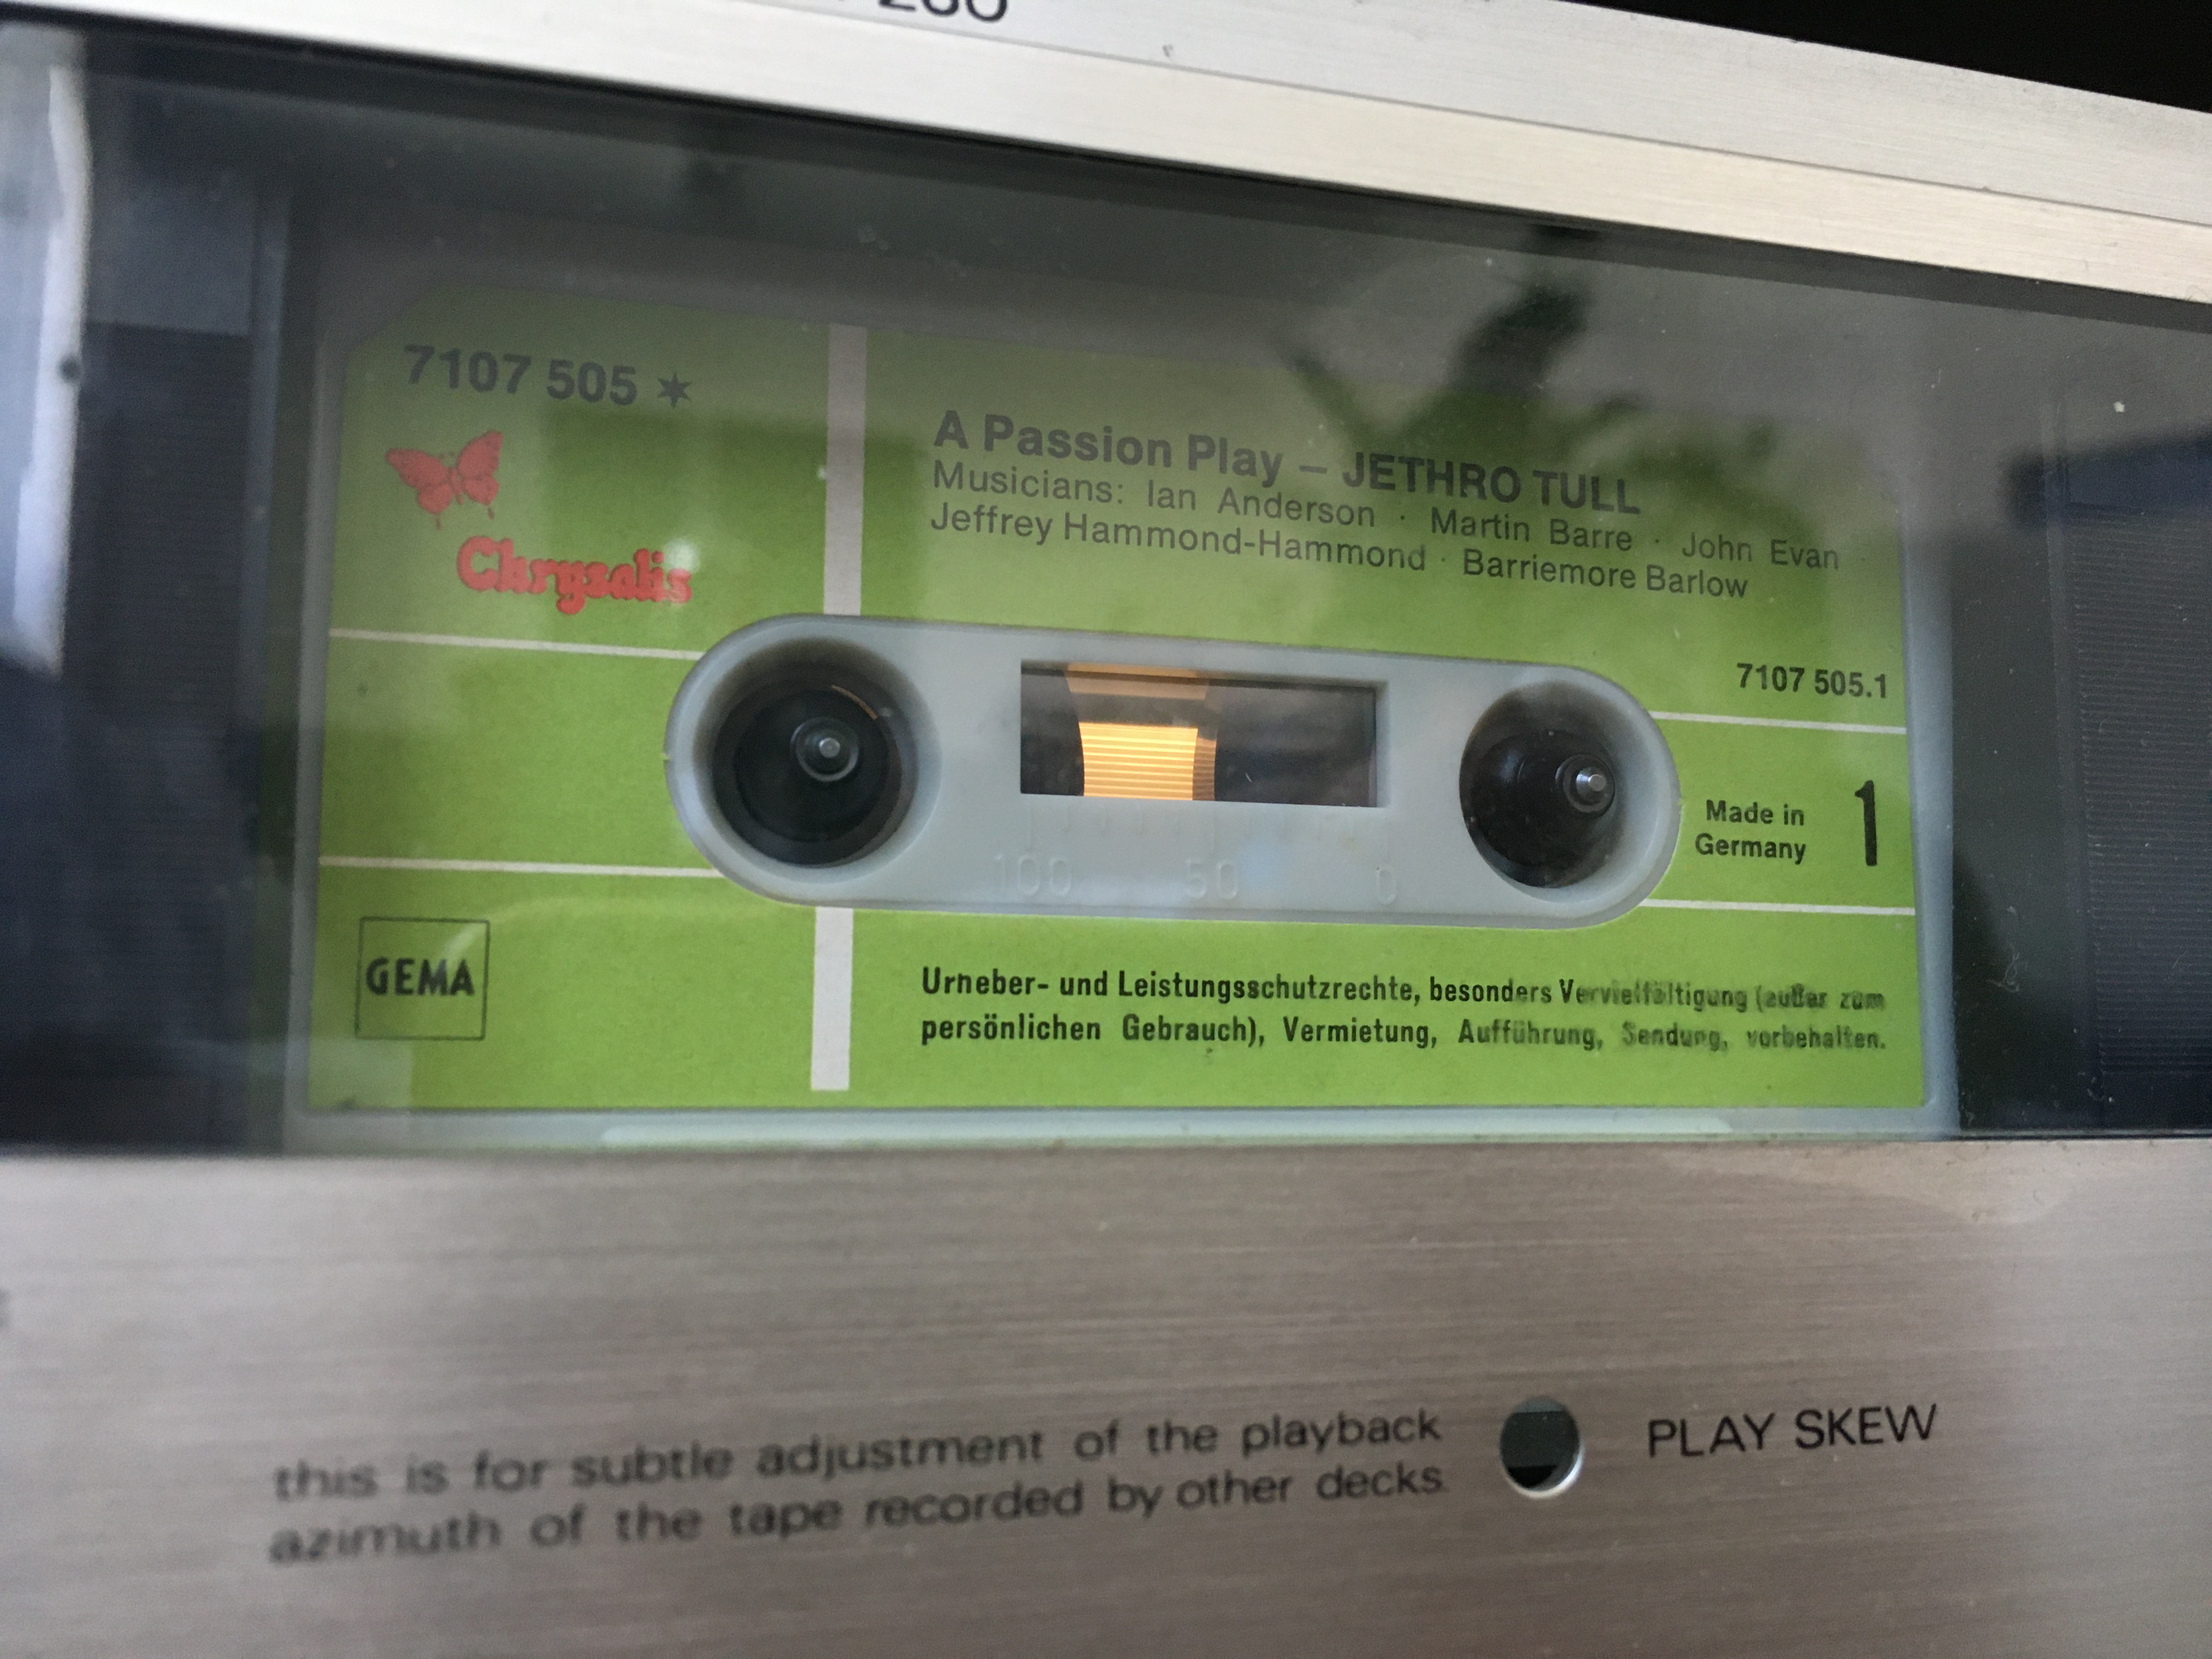 7107 505 ✶
Chrysalis
A Passion Play – JETHRO TULL
Musicians: Ian Anderson · Martin Barre · John Evan ·
Jeffrey Hammond-Hammond · Barriemore Barlow
7107 505.1
Made in
Germany
1
100 50 0
GEMA
Urheber- und Leistungsschutzrechte, besonders Vervielfältigung (außer zum
persönlichen Gebrauch), Vermietung, Aufführung, Sendung, vorbehalten.
this is for subtle adjustment of the playback
azimuth of the tape recorded by other decks
PLAY SKEW